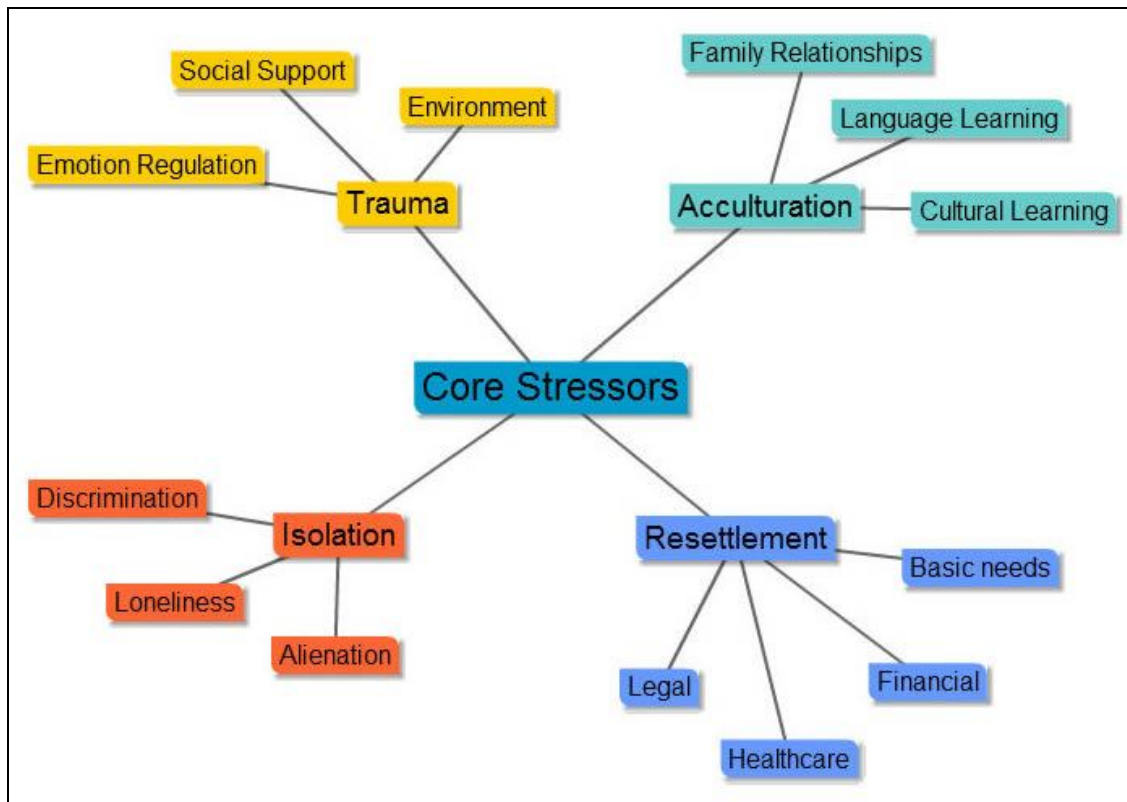 Social Support
Environment
Emotion Regulation
Trauma
Family Relationships
Language Learning
Acculturation
Cultural Learning
Core Stressors
Discrimination
Isolation
Loneliness
Alienation
Resettlement
Basic needs
Legal
Financial
Healthcare